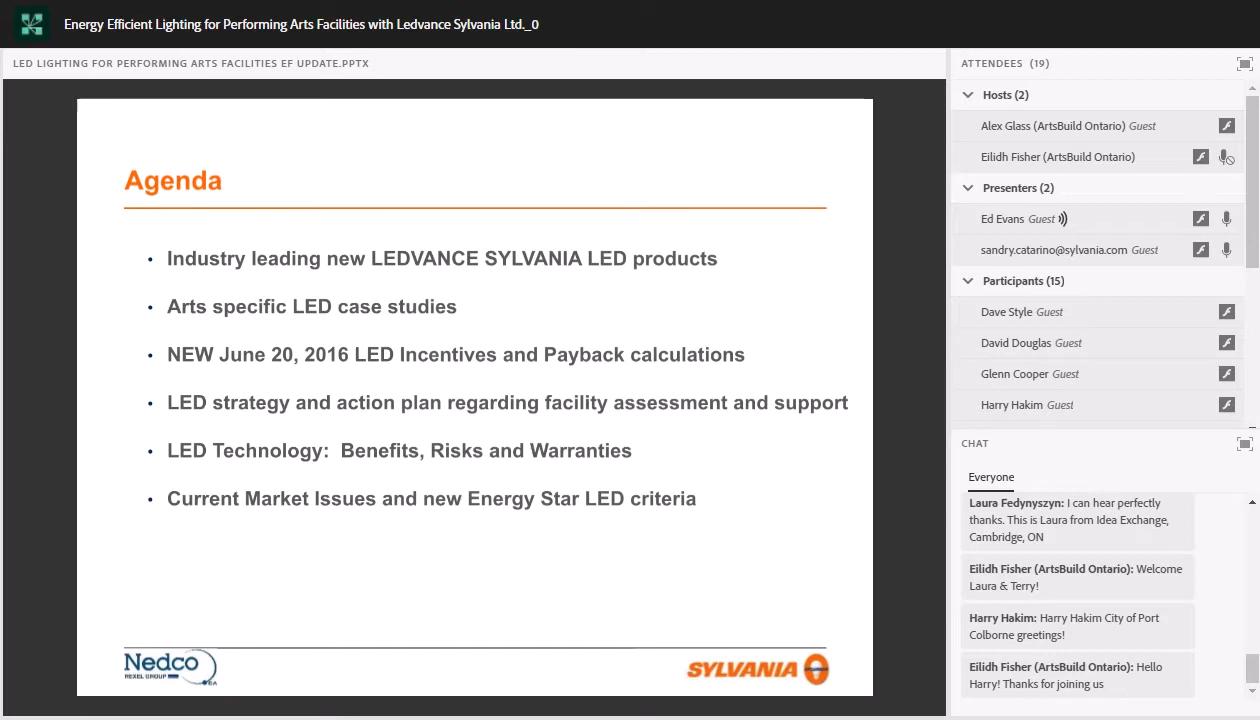 Energy Efficient Lighting for Performing Arts Facilities with Ledvance Sylvania Ltd._0
LED LIGHTING FOR PERFORMING ARTS FACILITIES EF UPDATE.PPTX
Agenda
• Industry leading new LEDVANCE SYLVANIA LED products
• Arts specific LED case studies
• NEW June 20, 2016 LED Incentives and Payback calculations
• LED strategy and action plan regarding facility assessment and support
• LED Technology:  Benefits, Risks and Warranties
• Current Market Issues and new Energy Star LED criteria
Nedco
REXEL GROUP
SYLVANIA
ATTENDEES (19)
Hosts (2)
Alex Glass (ArtsBuild Ontario) Guest
Eilidh Fisher (ArtsBuild Ontario)
Presenters (2)
Ed Evans Guest
sandry.catarino@sylvania.com Guest
Participants (15)
Dave Style Guest
David Douglas Guest
Glenn Cooper Guest
Harry Hakim Guest
CHAT
Everyone
Laura Fedynyszyn: I can hear perfectly
thanks. This is Laura from Idea Exchange,
Cambridge, ON
Eilidh Fisher (ArtsBuild Ontario): Welcome
Laura & Terry!
Harry Hakim: Harry Hakim City of Port
Colborne greetings!
Eilidh Fisher (ArtsBuild Ontario): Hello
Harry! Thanks for joining us